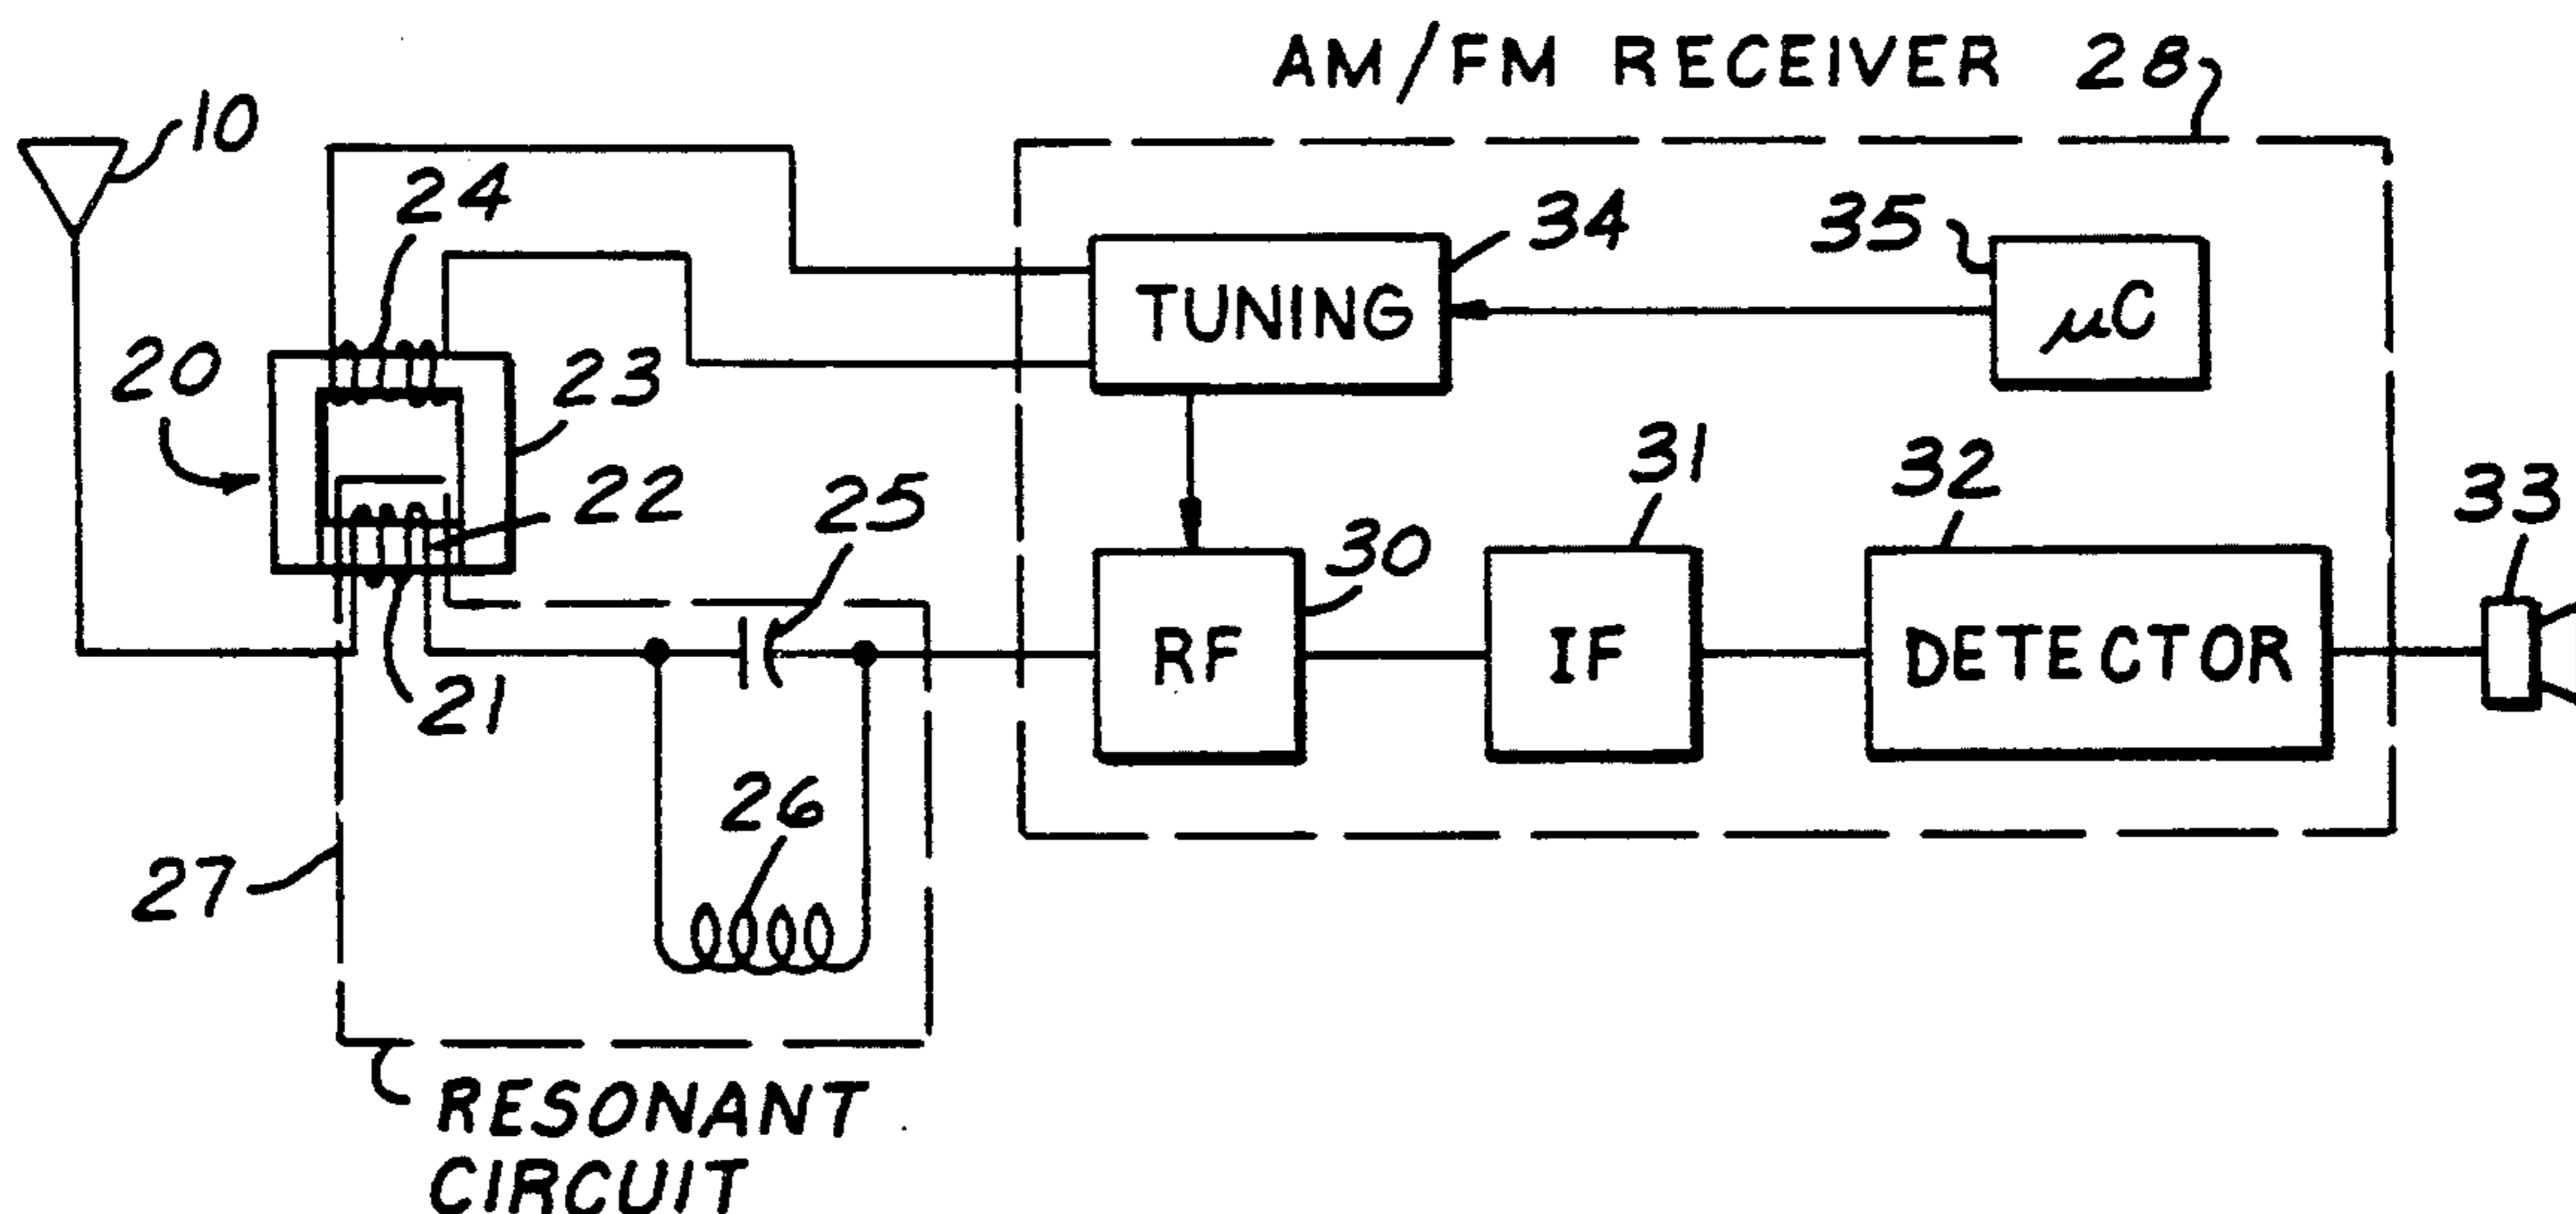 AM/FM RECEIVER 28
10
24
34
35
TUNING
μC
20
23
22
25
31
32
33
30
RF
IF
DETECTOR
21
26
27
RESONANT
CIRCUIT